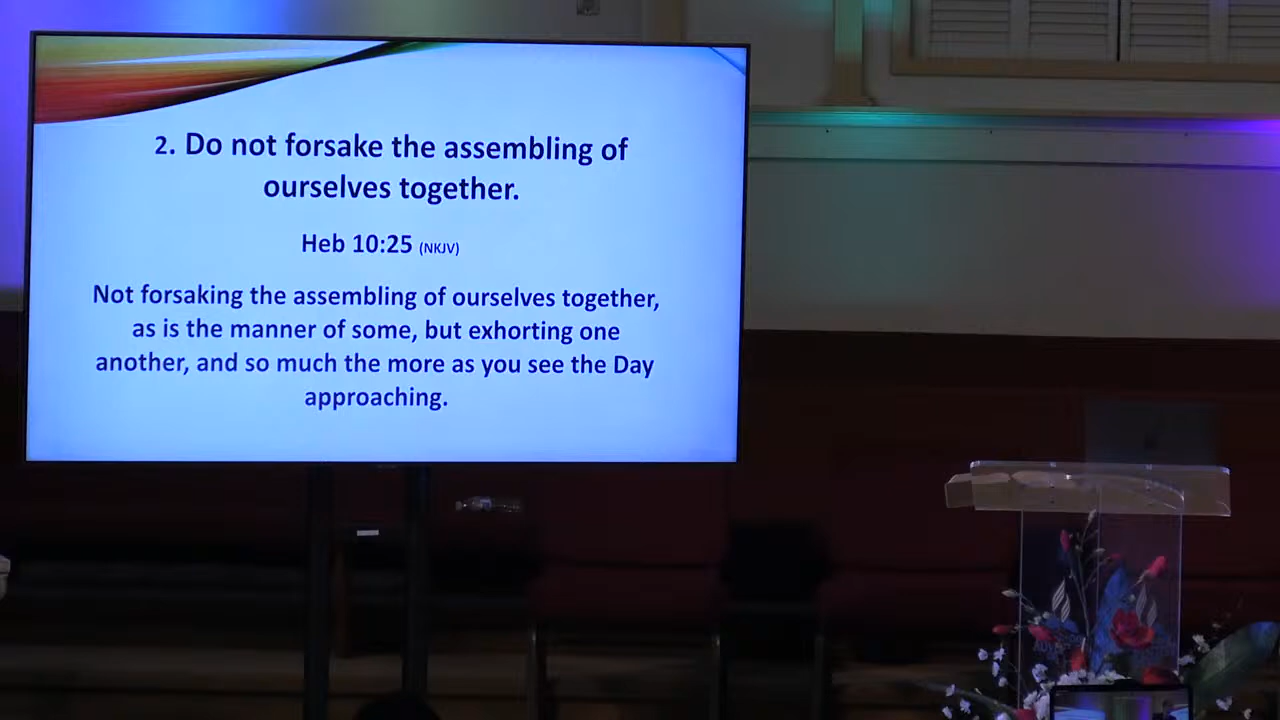 2. Do not forsake the assembling of
ourselves together.
Heb 10:25 (NKJV)
Not forsaking the assembling of ourselves together,
as is the manner of some, but exhorting one
another, and so much the more as you see the Day
approaching.